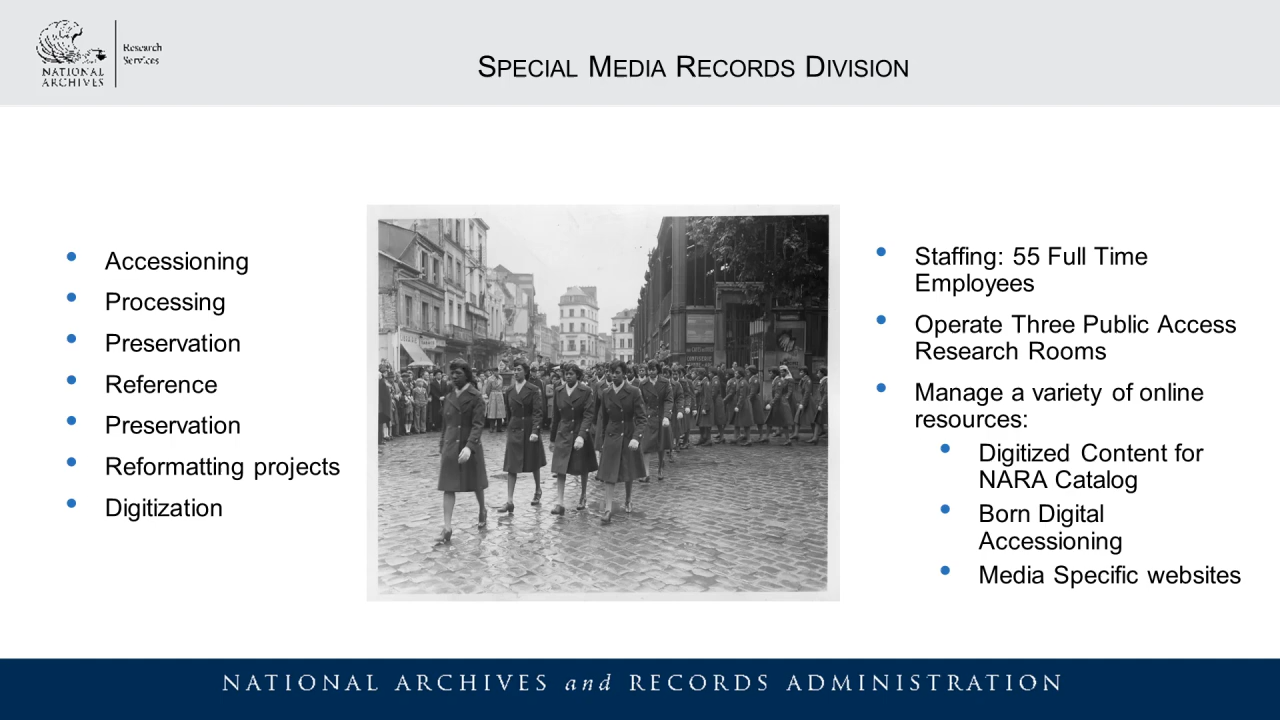 NATIONAL
ARCHIVES
Research
Services
SPECIAL MEDIA RECORDS DIVISION
Accessioning
Processing
Preservation
Reference
Preservation
Reformatting projects
Digitization
Staffing: 55 Full Time
Employees
Operate Three Public Access
Research Rooms
Manage a variety of online
resources:
Digitized Content for
NARA Catalog
Born Digital
Accessioning
Media Specific websites
NATIONAL ARCHIVES and RECORDS ADMINISTRATION